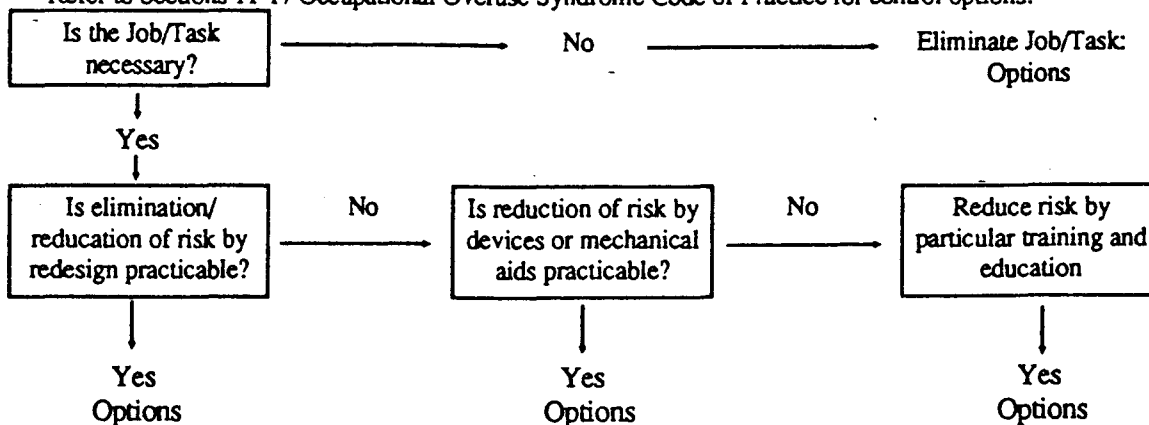 Refer to Sections 11-17 Occupational Overuse Syndrome Code of Practice for control options.
Is the Job/Task
necessary?
No
Eliminate Job/Task:
Options
Yes
Is elimination/
reducation of risk by
redesign practicable?
No
Is reduction of risk by
devices or mechanical
aids practicable?
No
Reduce risk by
particular training and
education
Yes
Options
Yes
Options
Yes
Options